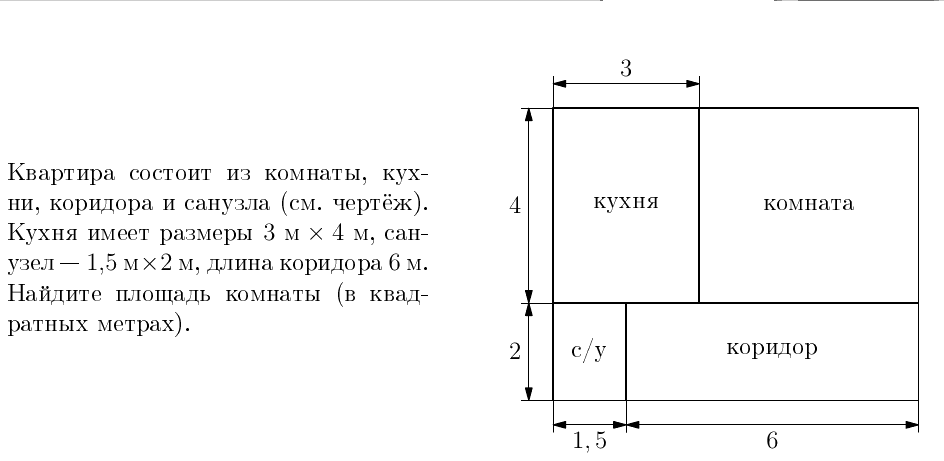 Квартира состоит из комнаты, кух-
ни, коридора и санузла (см. чертёж).
Кухня имеет размеры 3 м × 4 м, сан-
узел — 1,5 м×2 м, длина коридора 6 м.
Найдите площадь комнаты (в квад-
ратных метрах).
3
4
кухня
комната
2
с/у
коридор
1,5
6